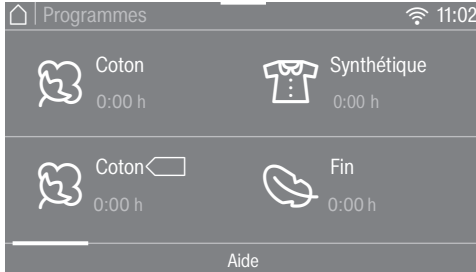 Programmes 11:02
Coton
0:00 h
Synthétique
0:00 h
Coton
0:00 h
Fin
0:00 h
Aide